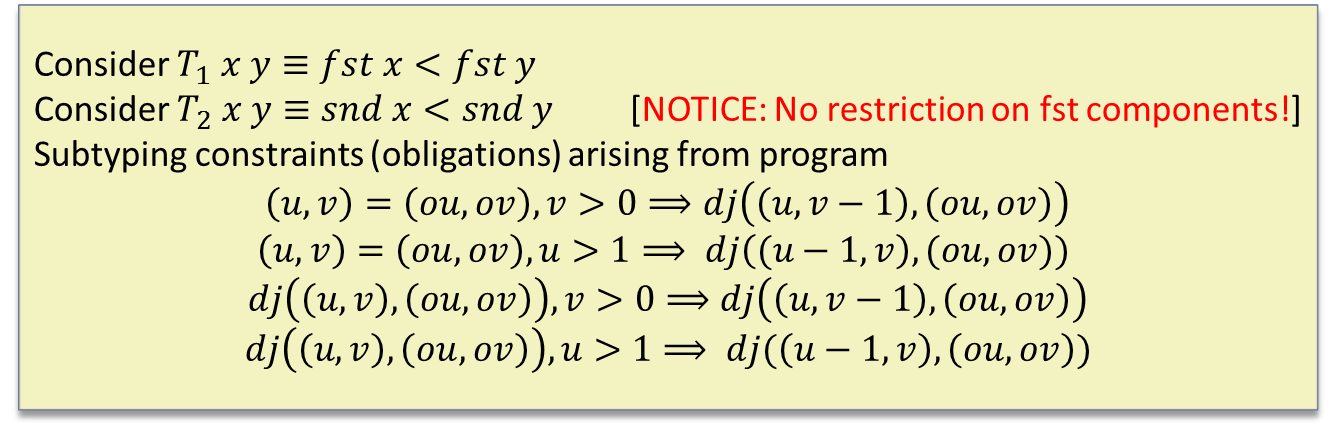 Consider T₁ x y ≡ fst x < fst y
Consider T₂ x y ≡ snd x < snd y [NOTICE: No restriction on fst components!]
Subtyping constraints (obligations) arising from program
(u, v) = (ou, ov), v > 0 ⟹ dj((u, v − 1), (ou, ov))
(u, v) = (ou, ov), u > 1 ⟹ dj((u − 1, v), (ou, ov))
dj((u, v), (ou, ov)), v > 0 ⟹ dj((u, v − 1), (ou, ov))
dj((u, v), (ou, ov)), u > 1 ⟹ dj((u − 1, v), (ou, ov))